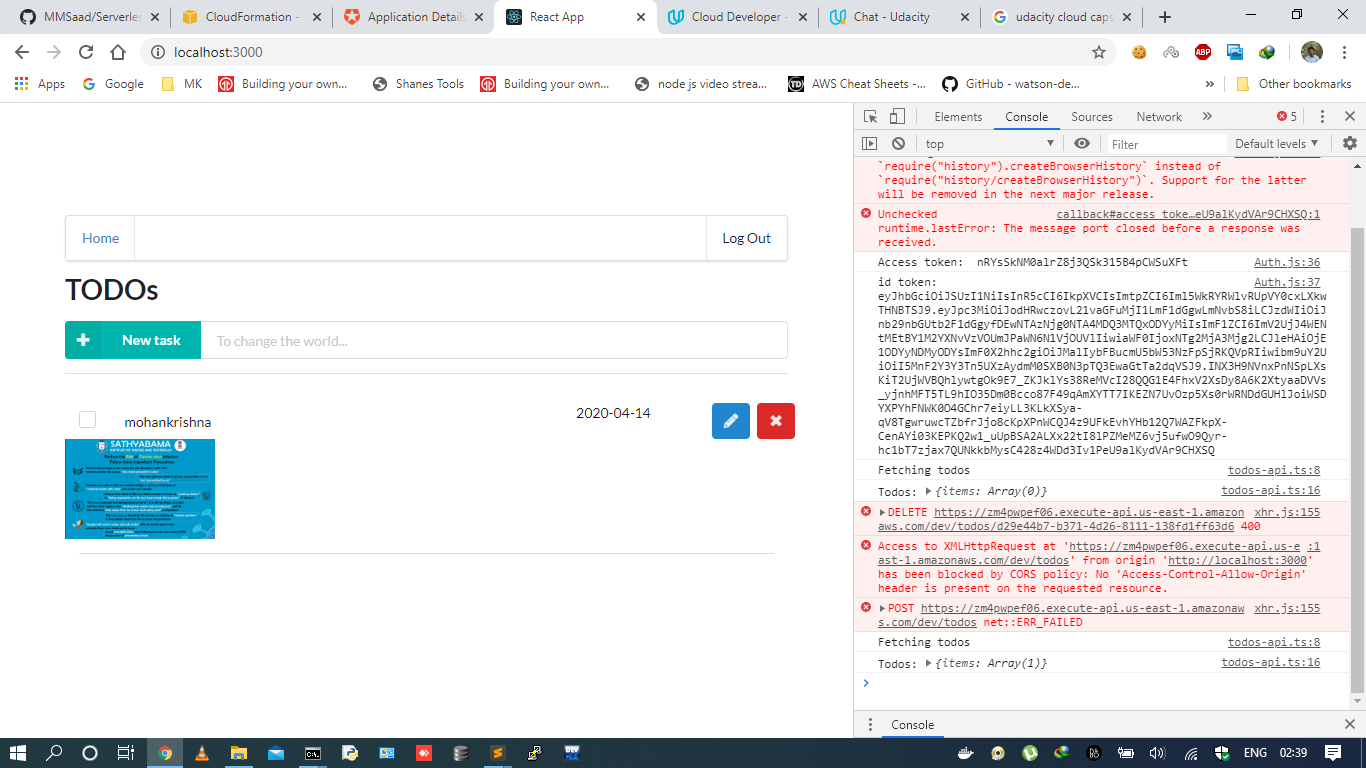 MMSaad/Serverles
CloudFormation -
Application Details
React App
Cloud Developer -
Chat - Udacity
udacity cloud caps
localhost:3000
ABP
Apps
Google
MK
Building your own...
Shanes Tools
Building your own...
node js video strea...
AWS Cheat Sheets -...
GitHub - watson-de...
»
Other bookmarks
Elements
Console
Sources
Network
»
5
top
Filter
Default levels
`require("history").createBrowserHistory` instead of
`require("history/createBrowserHistory")`. Support for the latter
will be removed in the next major release.
Unchecked
callback#access_toke…eU9alKydVAr9CHXSQ:1
runtime.lastError: The message port closed before a response was
received.
Access token: nRYsSkNM0alrZ8j3QSk315B4pCWSuXFt
Auth.js:36
id token:
Auth.js:37
Fetching todos
todos-api.ts:8
Todos: {items: Array(0)}
todos-api.ts:16
DELETE https://zm4pwpef06.execute-api.us-east-1.amazon
xhr.js:155
aws.com/dev/todos/d29e44b7-b371-4d26-8111-138fd1ff63d6 400
Access to XMLHttpRequest at 'https://zm4pwpef06.execute-api.us-e
:1
ast-1.amazonaws.com/dev/todos' from origin 'http://localhost:3000'
has been blocked by CORS policy: No 'Access-Control-Allow-Origin'
header is present on the requested resource.
POST https://zm4pwpef06.execute-api.us-east-1.amazonaw
xhr.js:155
s.com/dev/todos net::ERR_FAILED
Fetching todos
todos-api.ts:8
Todos: {items: Array(1)}
todos-api.ts:16
Console
Home
Log Out
TODOs
New task
To change the world...
mohankrishna
2020-04-14
SATHYABAMA
ENG
02:39